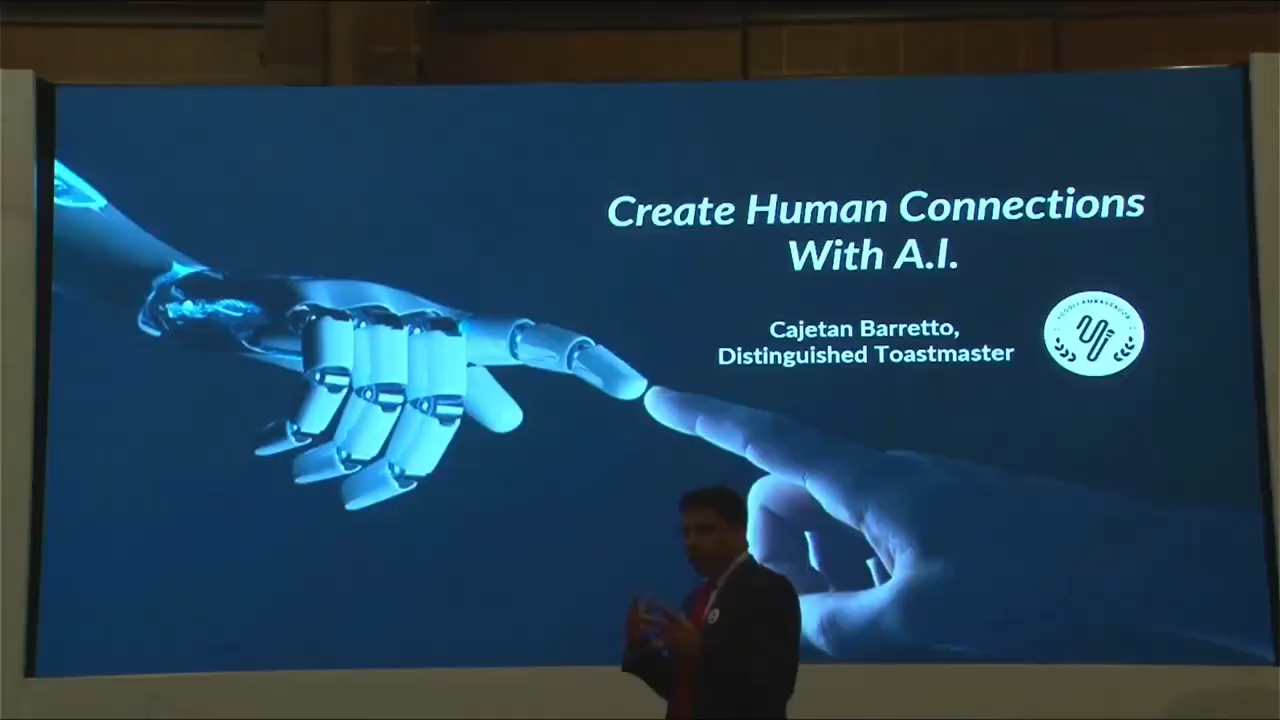 Create Human Connections
With A.I.
Cajetan Barretto,
Distinguished Toastmaster